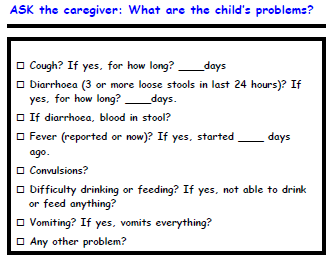 ASK the caregiver: What are the child's problems?
□ Cough? If yes, for how long? ____days
□ Diarrhoea (3 or more loose stools in last 24 hours)? If
yes, for how long? ____days.
□ If diarrhoea, blood in stool?
□ Fever (reported or now)? If yes, started ____ days
ago.
□ Convulsions?
□ Difficulty drinking or feeding? If yes, not able to drink
or feed anything?
□ Vomiting? If yes, vomits everything?
□ Any other problem?